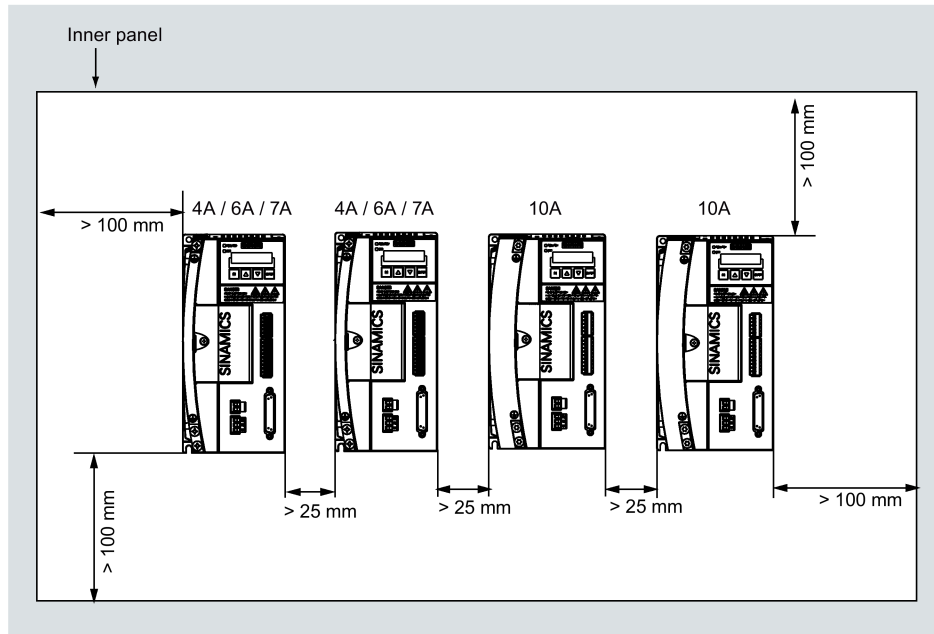 Inner panel
> 100 mm
4A / 6A / 7A
4A / 6A / 7A
10A
10A
> 100 mm
SINAMICS
SINAMICS
SINAMICS
SINAMICS
> 100 mm
> 25 mm
> 25 mm
> 25 mm
> 100 mm